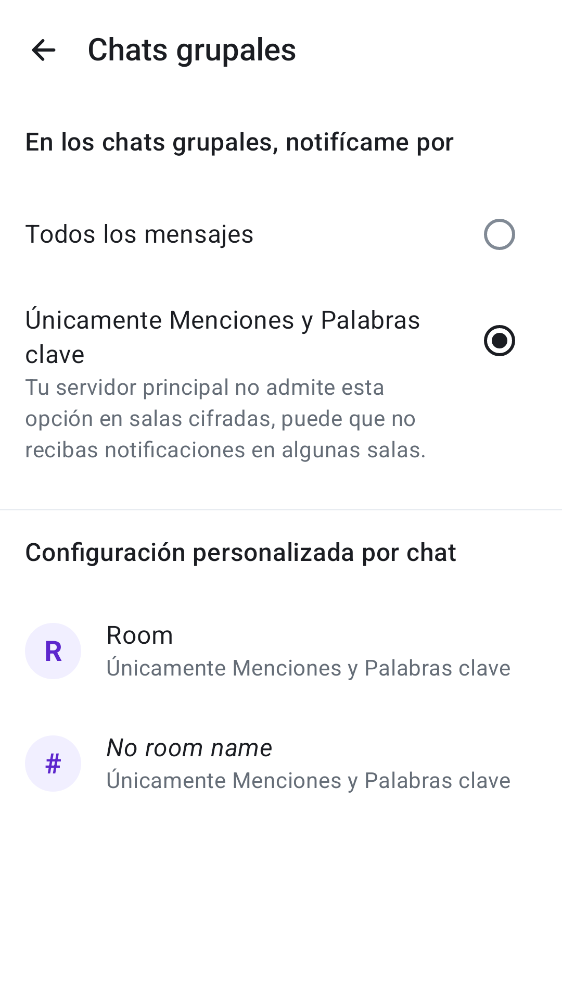 Chats grupales
En los chats grupales, notifícame por
Todos los mensajes
Únicamente Menciones y Palabras
clave
Tu servidor principal no admite esta
opción en salas cifradas, puede que no
recibas notificaciones en algunas salas.
Configuración personalizada por chat
R
Room
Únicamente Menciones y Palabras clave
#
No room name
Únicamente Menciones y Palabras clave